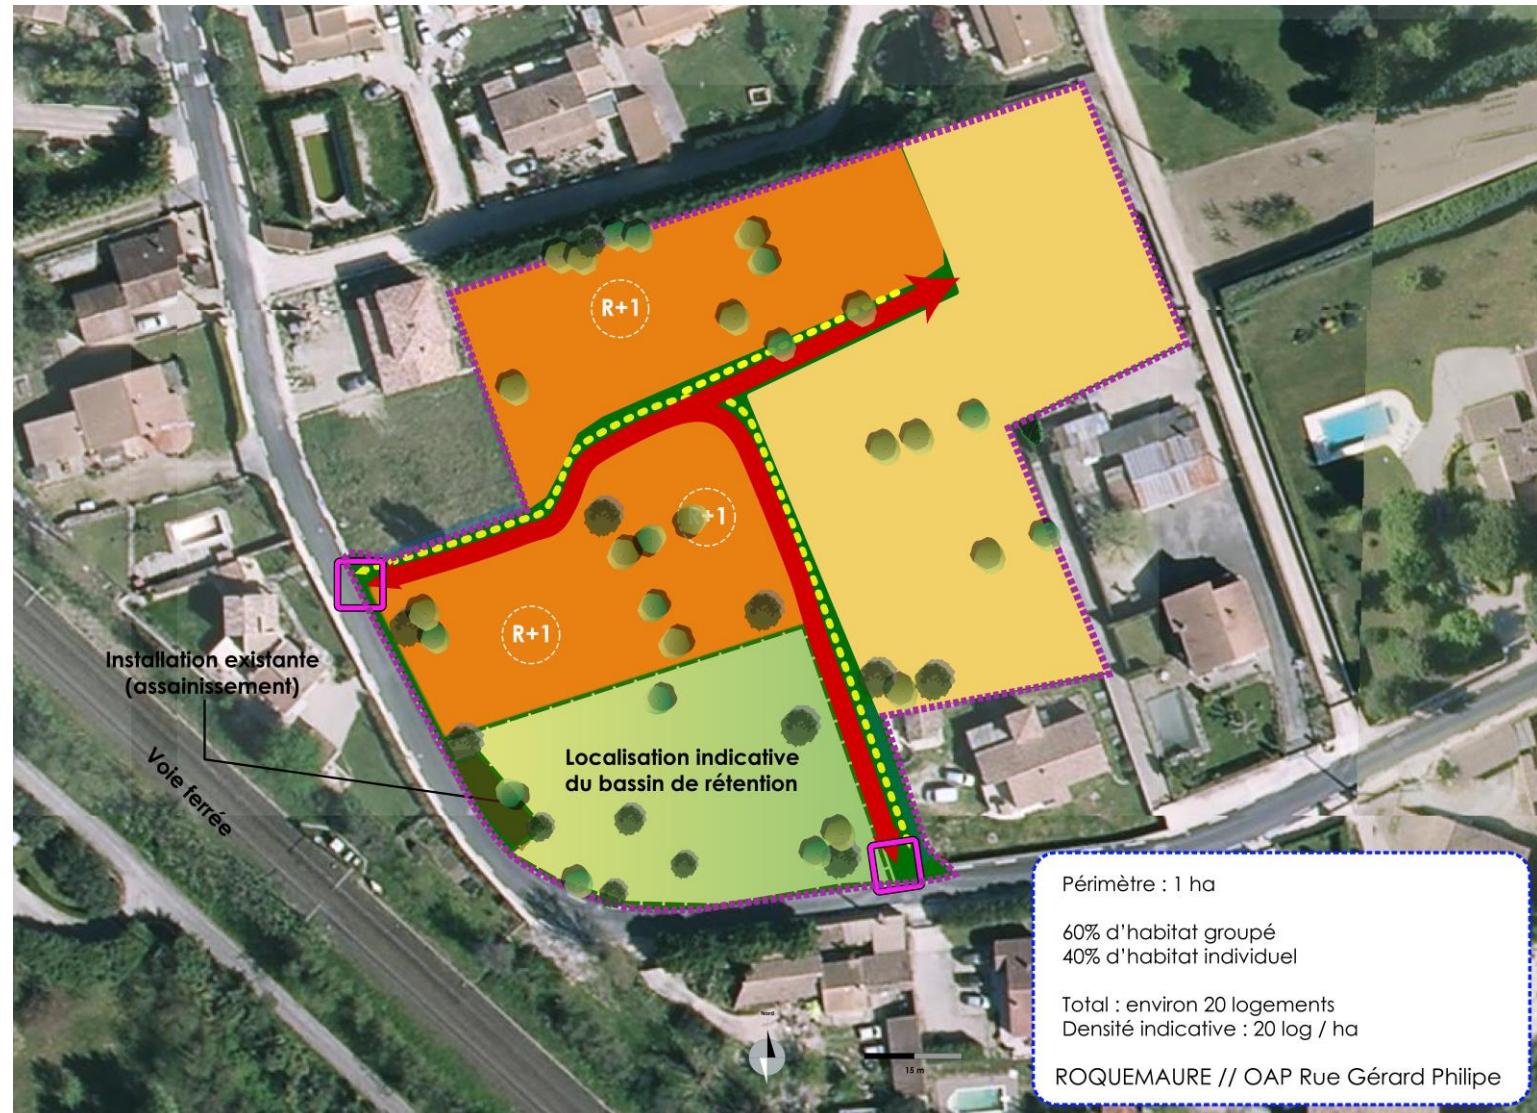 R+1
R+1
R+1
Installation existante
(assainissement)
Voie ferrée
Localisation indicative
du bassin de rétention
Nord
15 m
Périmètre : 1 ha
60% d'habitat groupé
40% d'habitat individuel
Total : environ 20 logements
Densité indicative : 20 log / ha
ROQUEMAURE // OAP Rue Gérard Philipe